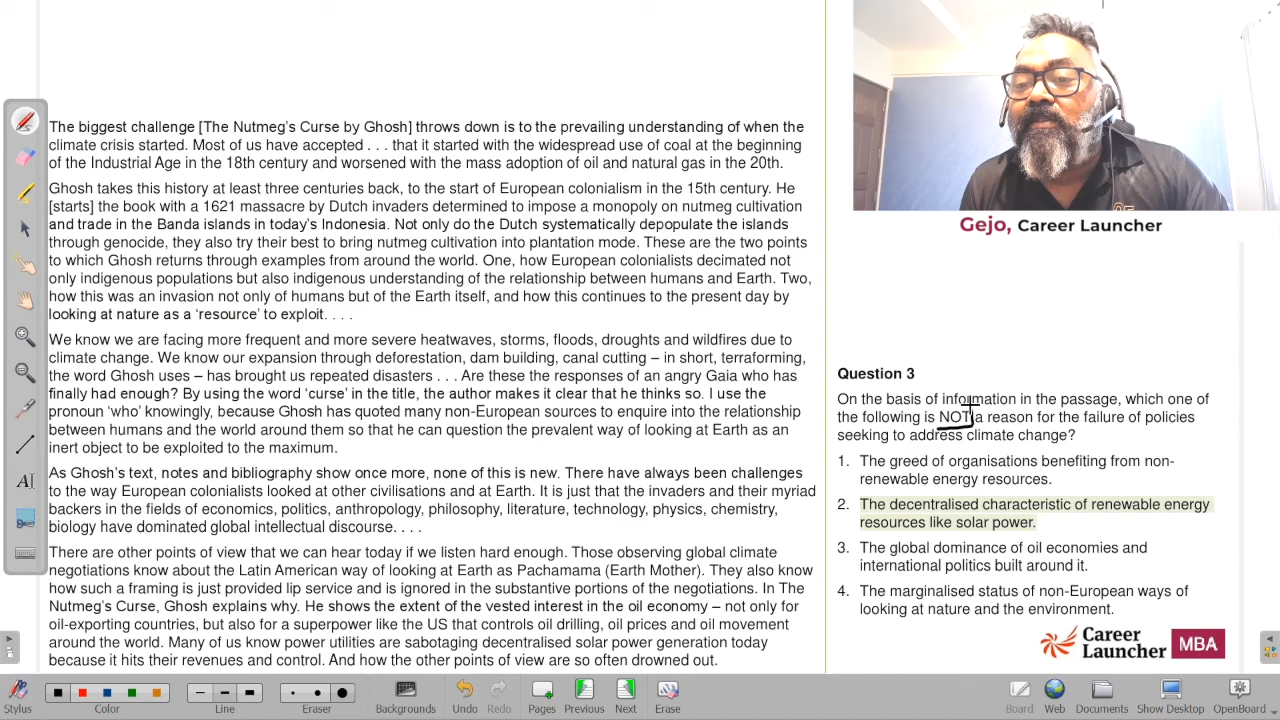 The biggest challenge [The Nutmeg's Curse by Ghosh] throws down is to the prevailing understanding of when the
climate crisis started. Most of us have accepted . . . that it started with the widespread use of coal at the beginning
of the Industrial Age in the 18th century and worsened with the mass adoption of oil and natural gas in the 20th.
Ghosh takes this history at least three centuries back, to the start of European colonialism in the 15th century. He
[starts] the book with a 1621 massacre by Dutch invaders determined to impose a monopoly on nutmeg cultivation
and trade in the Banda islands in today's Indonesia. Not only do the Dutch systematically depopulate the islands
through genocide, they also try their best to bring nutmeg cultivation into plantation mode. These are the two points
to which Ghosh returns through examples from around the world. One, how European colonialists decimated not
only indigenous populations but also indigenous understanding of the relationship between humans and Earth. Two,
how this was an invasion not only of humans but of the Earth itself, and how this continues to the present day by
looking at nature as a 'resource' to exploit. . . .
We know we are facing more frequent and more severe heatwaves, storms, floods, droughts and wildfires due to
climate change. We know our expansion through deforestation, dam building, canal cutting – in short, terraforming,
the word Ghosh uses – has brought us repeated disasters . . . Are these the responses of an angry Gaia who has
finally had enough? By using the word 'curse' in the title, the author makes it clear that he thinks so. I use the
pronoun 'who' knowingly, because Ghosh has quoted many non-European sources to enquire into the relationship
between humans and the world around them so that he can question the prevalent way of looking at Earth as an
inert object to be exploited to the maximum.
As Ghosh's text, notes and bibliography show once more, none of this is new. There have always been challenges
to the way European colonialists looked at other civilisations and at Earth. It is just that the invaders and their myriad
backers in the fields of economics, politics, anthropology, philosophy, literature, technology, physics, chemistry,
biology have dominated global intellectual discourse. . . .
There are other points of view that we can hear today if we listen hard enough. Those observing global climate
negotiations know about the Latin American way of looking at Earth as Pachamama (Earth Mother). They also know
how such a framing is just provided lip service and is ignored in the substantive portions of the negotiations. In The
Nutmeg's Curse, Ghosh explains why. He shows the extent of the vested interest in the oil economy – not only for
oil-exporting countries, but also for a superpower like the US that controls oil drilling, oil prices and oil movement
around the world. Many of us know power utilities are sabotaging decentralised solar power generation today
because it hits their revenues and control. And how the other points of view are so often drowned out.
Gejo, Career Launcher
Question 3
On the basis of information in the passage, which one of
the following is NOT a reason for the failure of policies
seeking to address climate change?
1. The greed of organisations benefiting from non-
renewable energy resources.
2. The decentralised characteristic of renewable energy
resources like solar power.
3. The global dominance of oil economies and
international politics built around it.
4. The marginalised status of non-European ways of
looking at nature and the environment.
Career
Launcher
MBA
Stylus Color Line Eraser Backgrounds Undo Redo Pages Previous Next Erase Board Web Documents Show Desktop OpenBoard